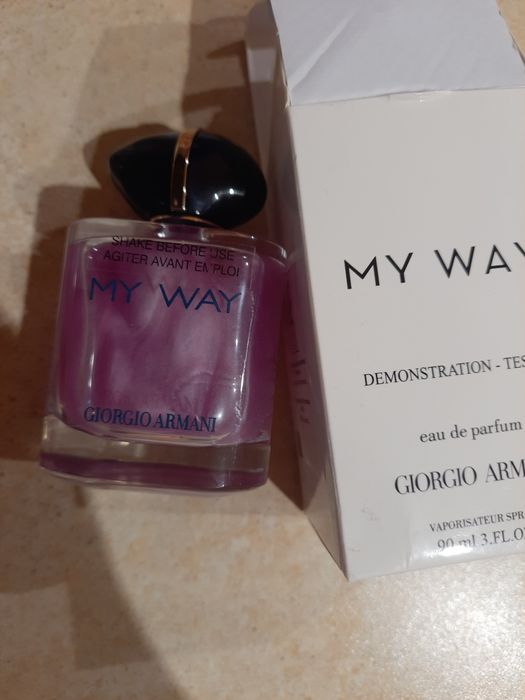 SHAKE BEFORE USE
AGITER AVANT EMPLOI
MY WAY
GIORGIO ARMANI
MY WAY
DEMONSTRATION - TES
eau de parfum
GIORGIO ARM
VAPORISATEUR SPR
90 ml 3.FL.O